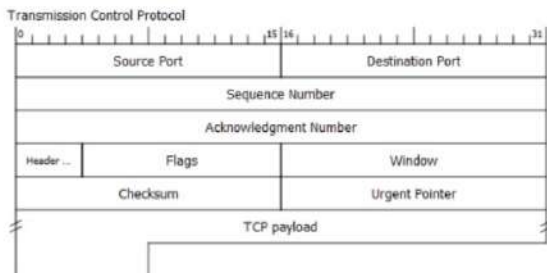 Transmission Control Protocol
0 15 16 31
Source Port Destination Port
Sequence Number
Acknowledgment Number
Header ... Flags Window
Checksum Urgent Pointer
TCP payload